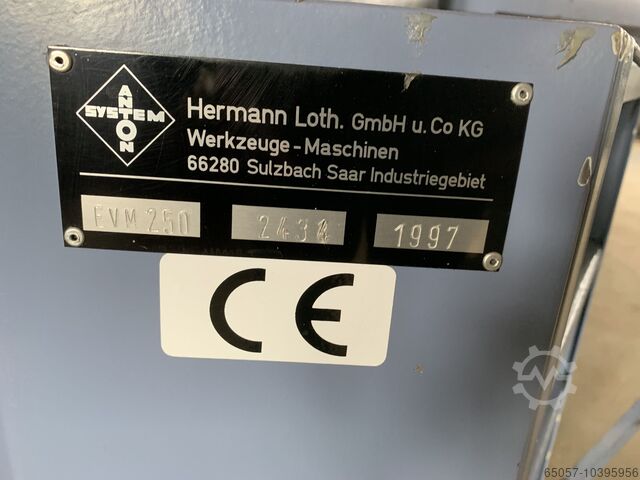 SYSTEM
ANTON
Hermann Loth. GmbH u. Co KG
Werkzeuge-Maschinen
66280 Sulzbach Saar Industriegebiet
EVM 250
2434
1997
CE
65057-10395956